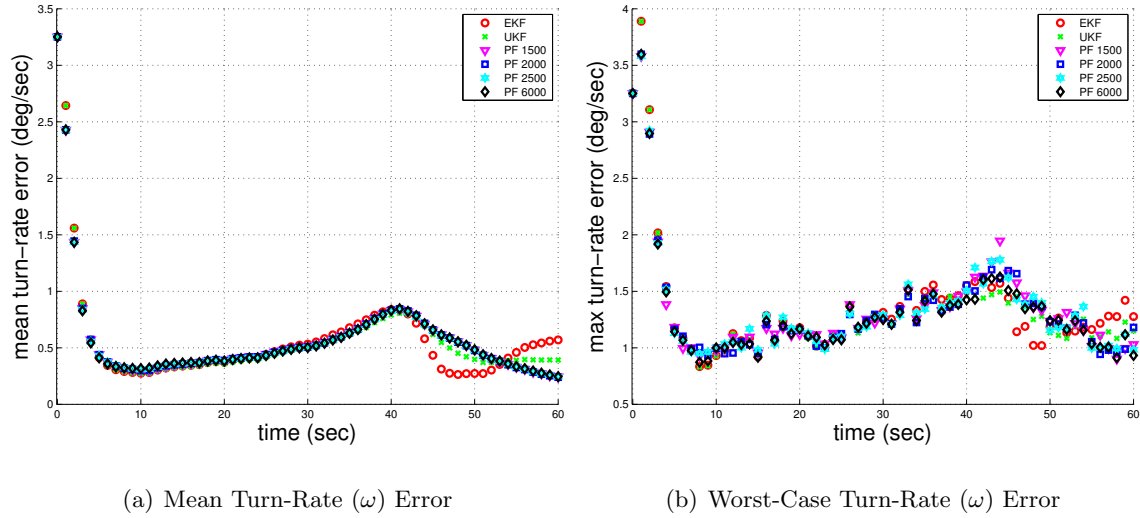 3.5
3
2.5
2
1.5
1
0.5
0
0 10 20 30 40 50 60
mean turn−rate error (deg/sec)
time (sec)
EKF
UKF
PF 1500
PF 2000
PF 2500
PF 6000
(a) Mean Turn-Rate (ω) Error
4
3.5
3
2.5
2
1.5
1
0.5
0 10 20 30 40 50 60
max turn−rate error (deg/sec)
time (sec)
EKF
UKF
PF 1500
PF 2000
PF 2500
PF 6000
(b) Worst-Case Turn-Rate (ω) Error